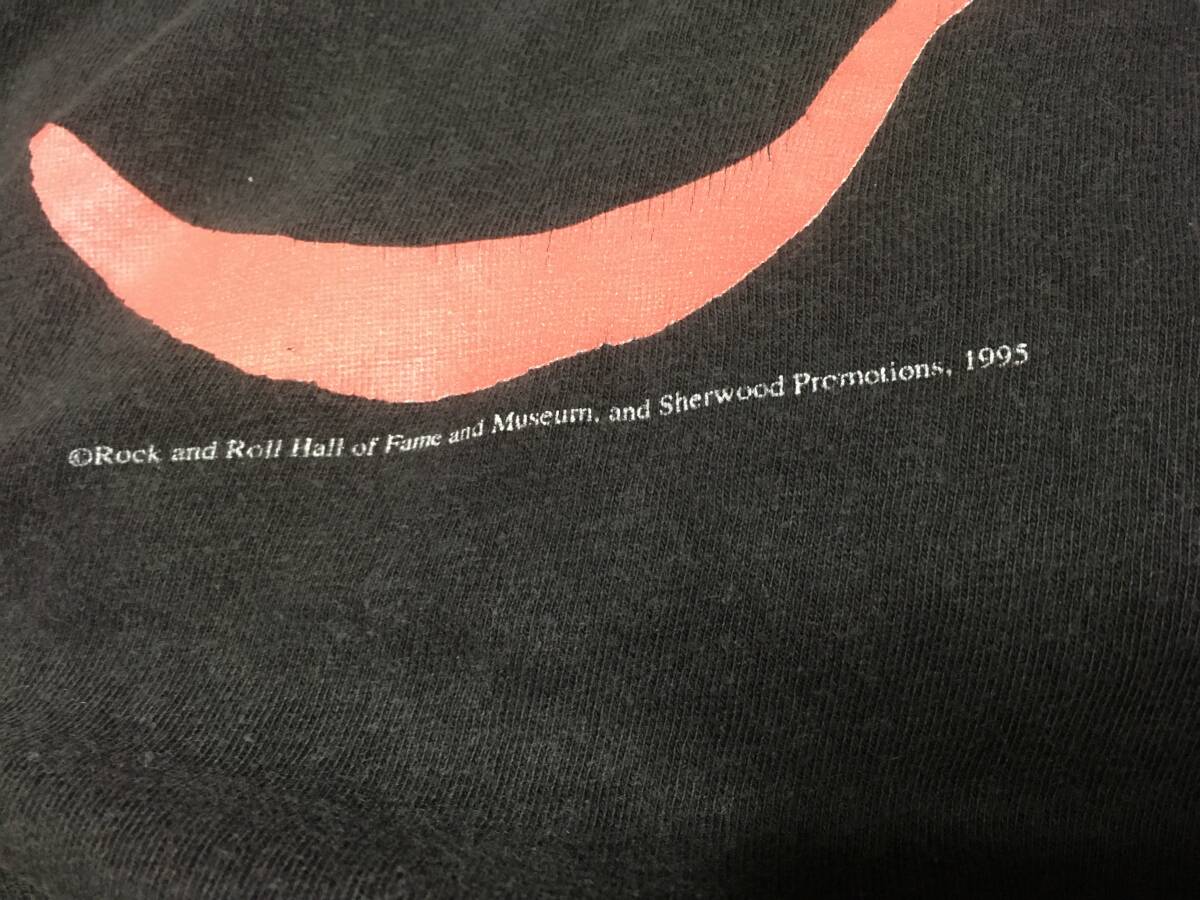 ©Rock and Roll Hall of Fame and Museum, and Sherwood Promotions, 1995